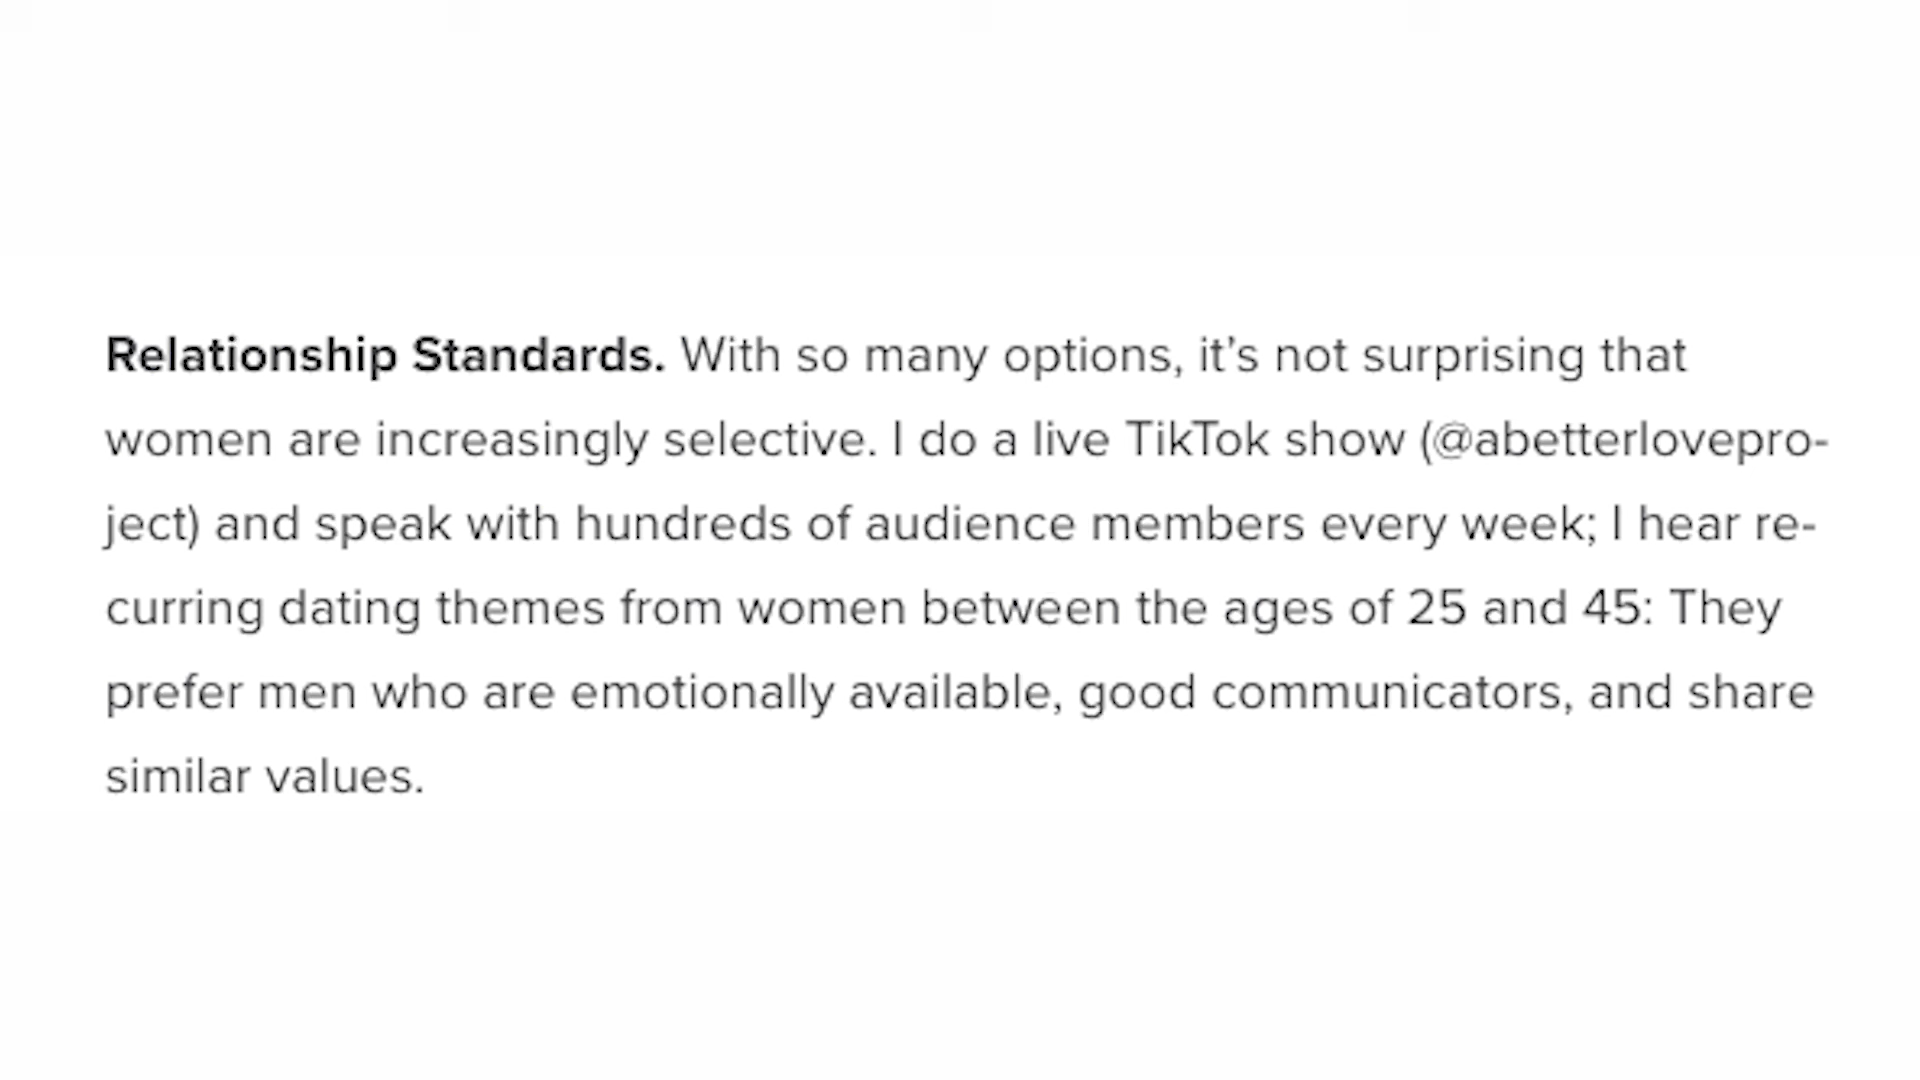 Relationship Standards. With so many options, it’s not surprising that
women are increasingly selective. I do a live TikTok show (@abetterlovepro-
ject) and speak with hundreds of audience members every week; I hear re-
curring dating themes from women between the ages of 25 and 45: They
prefer men who are emotionally available, good communicators, and share
similar values.